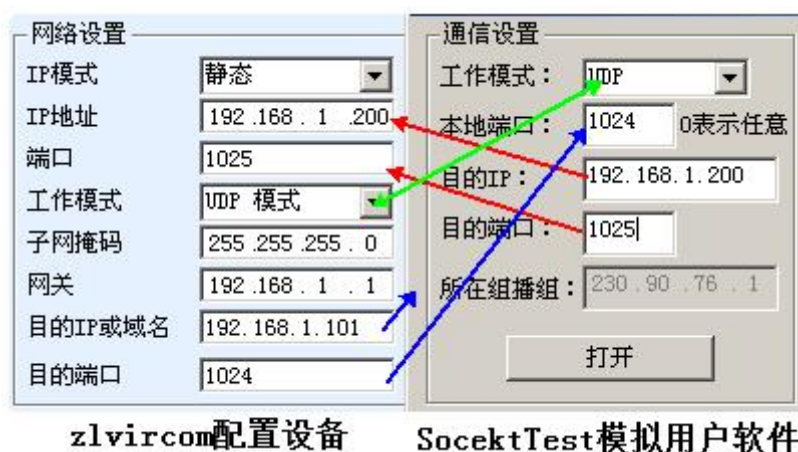 网络设置
IP模式 静态
IP地址 192 .168 . 1 .200
端口 1025
工作模式 UDP 模式
子网掩码 255 .255 .255 . 0
网关 192 .168 . 1 . 1
目的IP或域名 192.168.1.101
目的端口 1024
zlvircom配置设备
通信设置
工作模式： UDP
本地端口： 1024 0表示任意
目的IP： 192.168.1.200
目的端口： 1025
所在组播组： 230 . 90 . 76 . 1
打开
SocektTest模拟用户软件